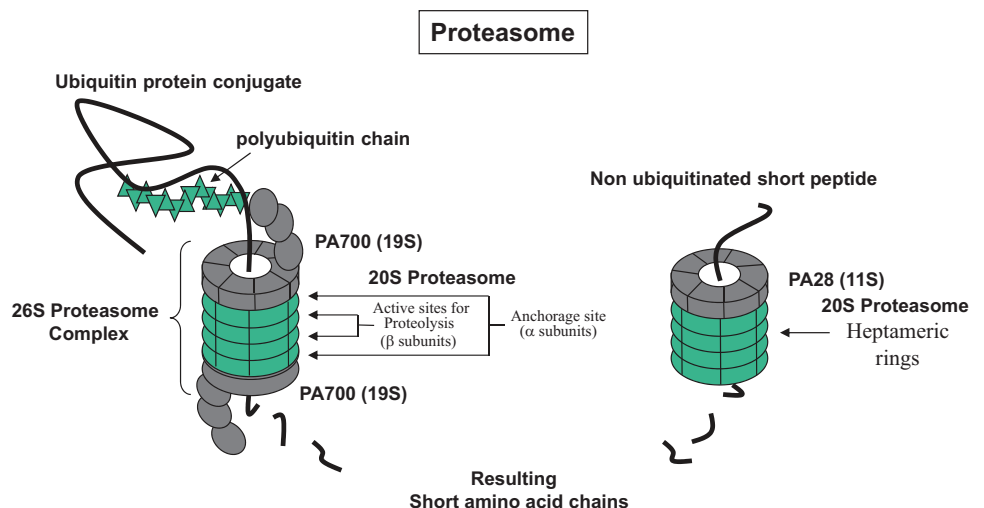 Proteasome
Ubiquitin protein conjugate
polyubiquitin chain
Non ubiquitinated short peptide
PA700 (19S)
20S Proteasome
26S Proteasome
Complex
Active sites for
Proteolysis
(β subunits)
Anchorage site
(α subunits)
PA700 (19S)
PA28 (11S)
20S Proteasome
Heptameric
rings
Resulting
Short amino acid chains